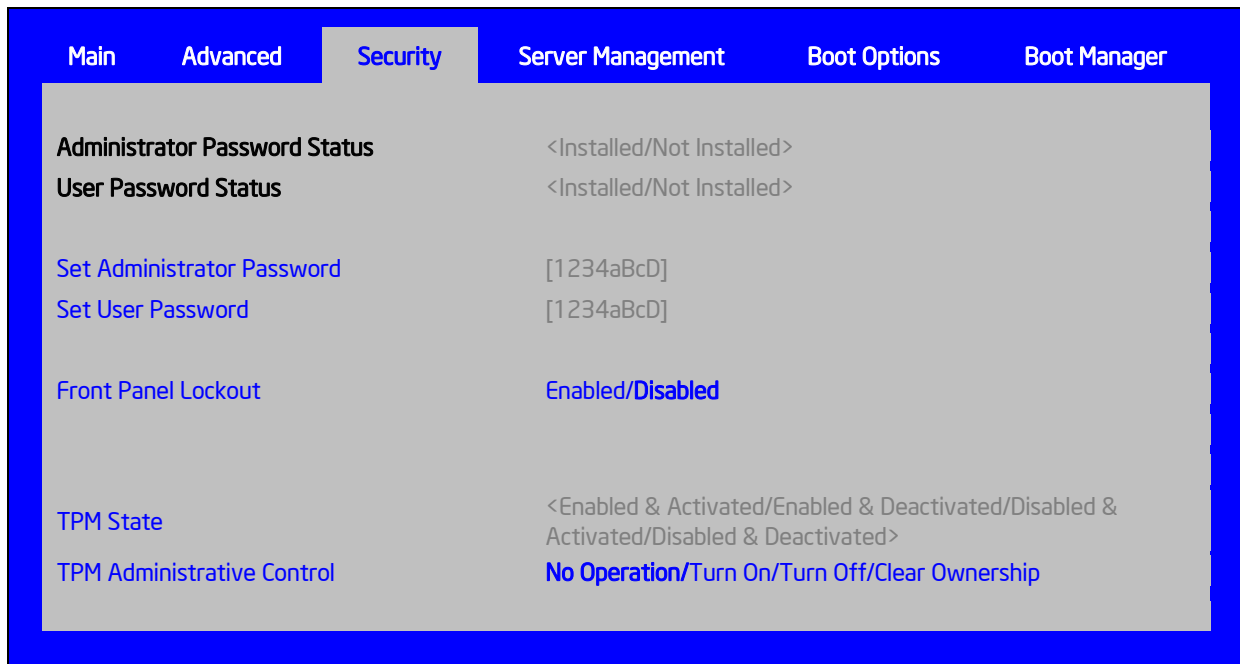 Main Advanced Security Server Management Boot Options Boot Manager
Administrator Password Status <Installed/Not Installed>
User Password Status <Installed/Not Installed>
Set Administrator Password [1234aBcD]
Set User Password [1234aBcD]
Front Panel Lockout Enabled/Disabled
TPM State <Enabled & Activated/Enabled & Deactivated/Disabled &
Activated/Disabled & Deactivated>
TPM Administrative Control No Operation/Turn On/Turn Off/Clear Ownership